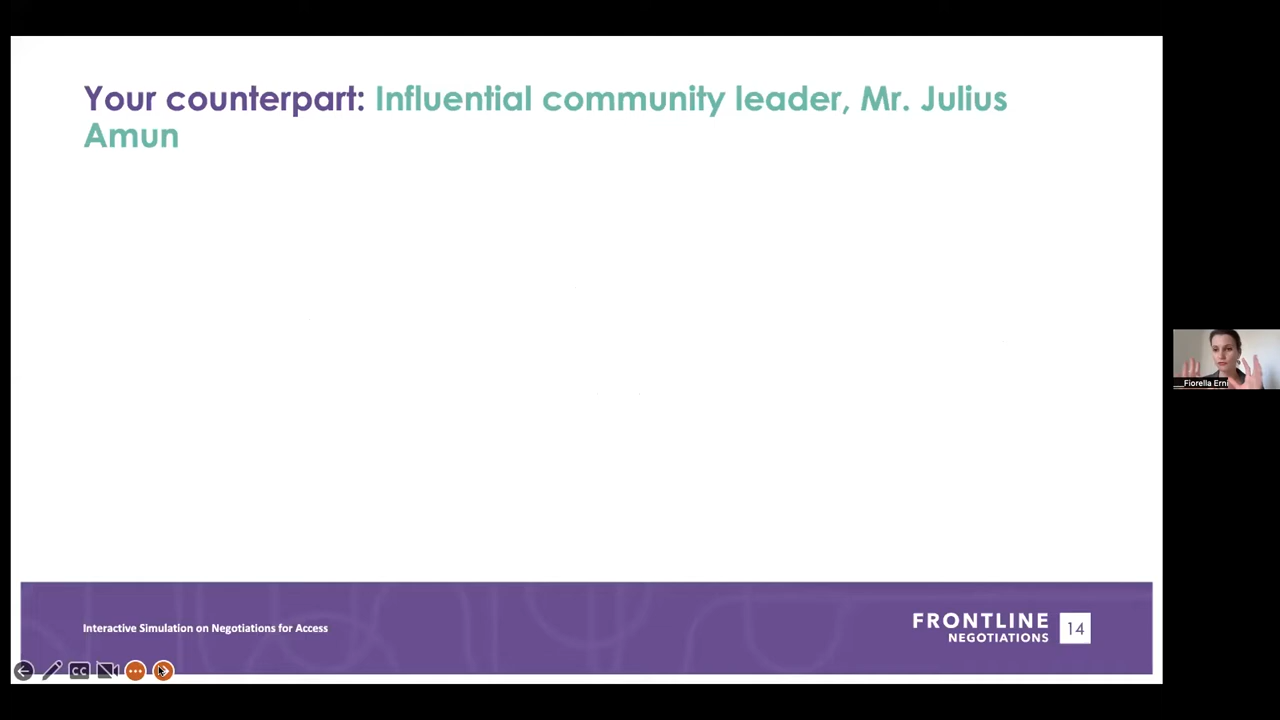 Your counterpart: Influential community leader, Mr. Julius
Amun
Fiorella Erni
Interactive Simulation on Negotiations for Access
FRONTLINE
NEGOTIATIONS
14
CC